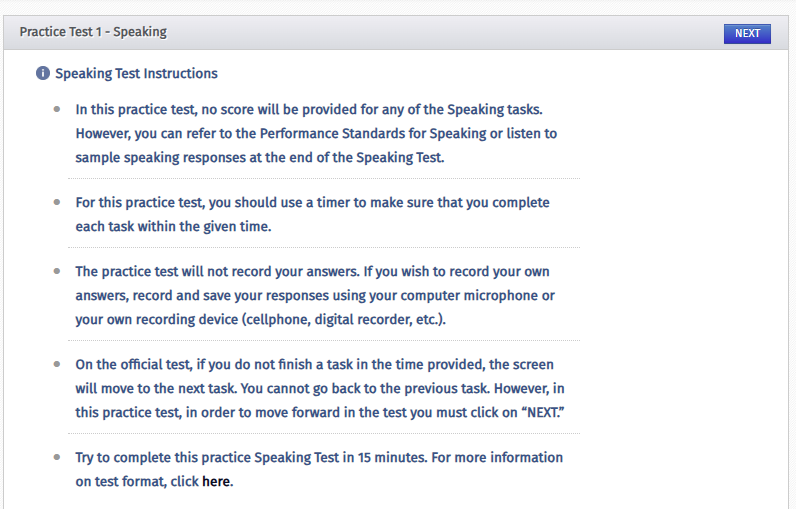 Practice Test 1 - Speaking
NEXT
Speaking Test Instructions
In this practice test, no score will be provided for any of the Speaking tasks.
However, you can refer to the Performance Standards for Speaking or listen to
sample speaking responses at the end of the Speaking Test.
For this practice test, you should use a timer to make sure that you complete
each task within the given time.
The practice test will not record your answers. If you wish to record your own
answers, record and save your responses using your computer microphone or
your own recording device (cellphone, digital recorder, etc.).
On the official test, if you do not finish a task in the time provided, the screen
will move to the next task. You cannot go back to the previous task. However, in
this practice test, in order to move forward in the test you must click on “NEXT.”
Try to complete this practice Speaking Test in 15 minutes. For more information
on test format, click here.